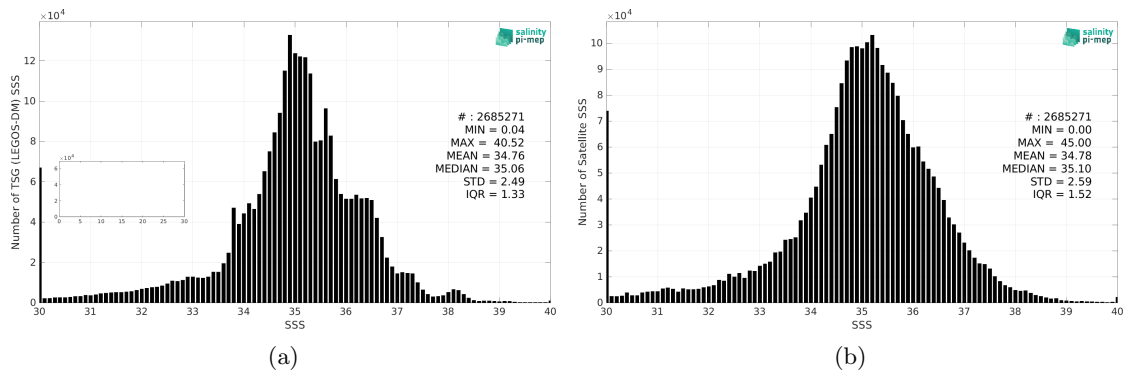 ×10⁴
salinity
pi-mep
Number of TSG (LEGOS-DM) SSS
12
10
8
6
4
2
0
# : 2685271
MIN = 0.04
MAX = 40.52
MEAN = 34.76
MEDIAN = 35.06
STD = 2.49
IQR = 1.33
×10⁴
6
4
2
0
0 5 10 15 20 25 30
30 31 32 33 34 35 36 37 38 39 40
SSS
(a)
×10⁴
salinity
pi-mep
Number of Satellite SSS
10
9
8
7
6
5
4
3
2
1
0
# : 2685271
MIN = 0.00
MAX = 45.00
MEAN = 34.78
MEDIAN = 35.10
STD = 2.59
IQR = 1.52
30 31 32 33 34 35 36 37 38 39 40
SSS
(b)